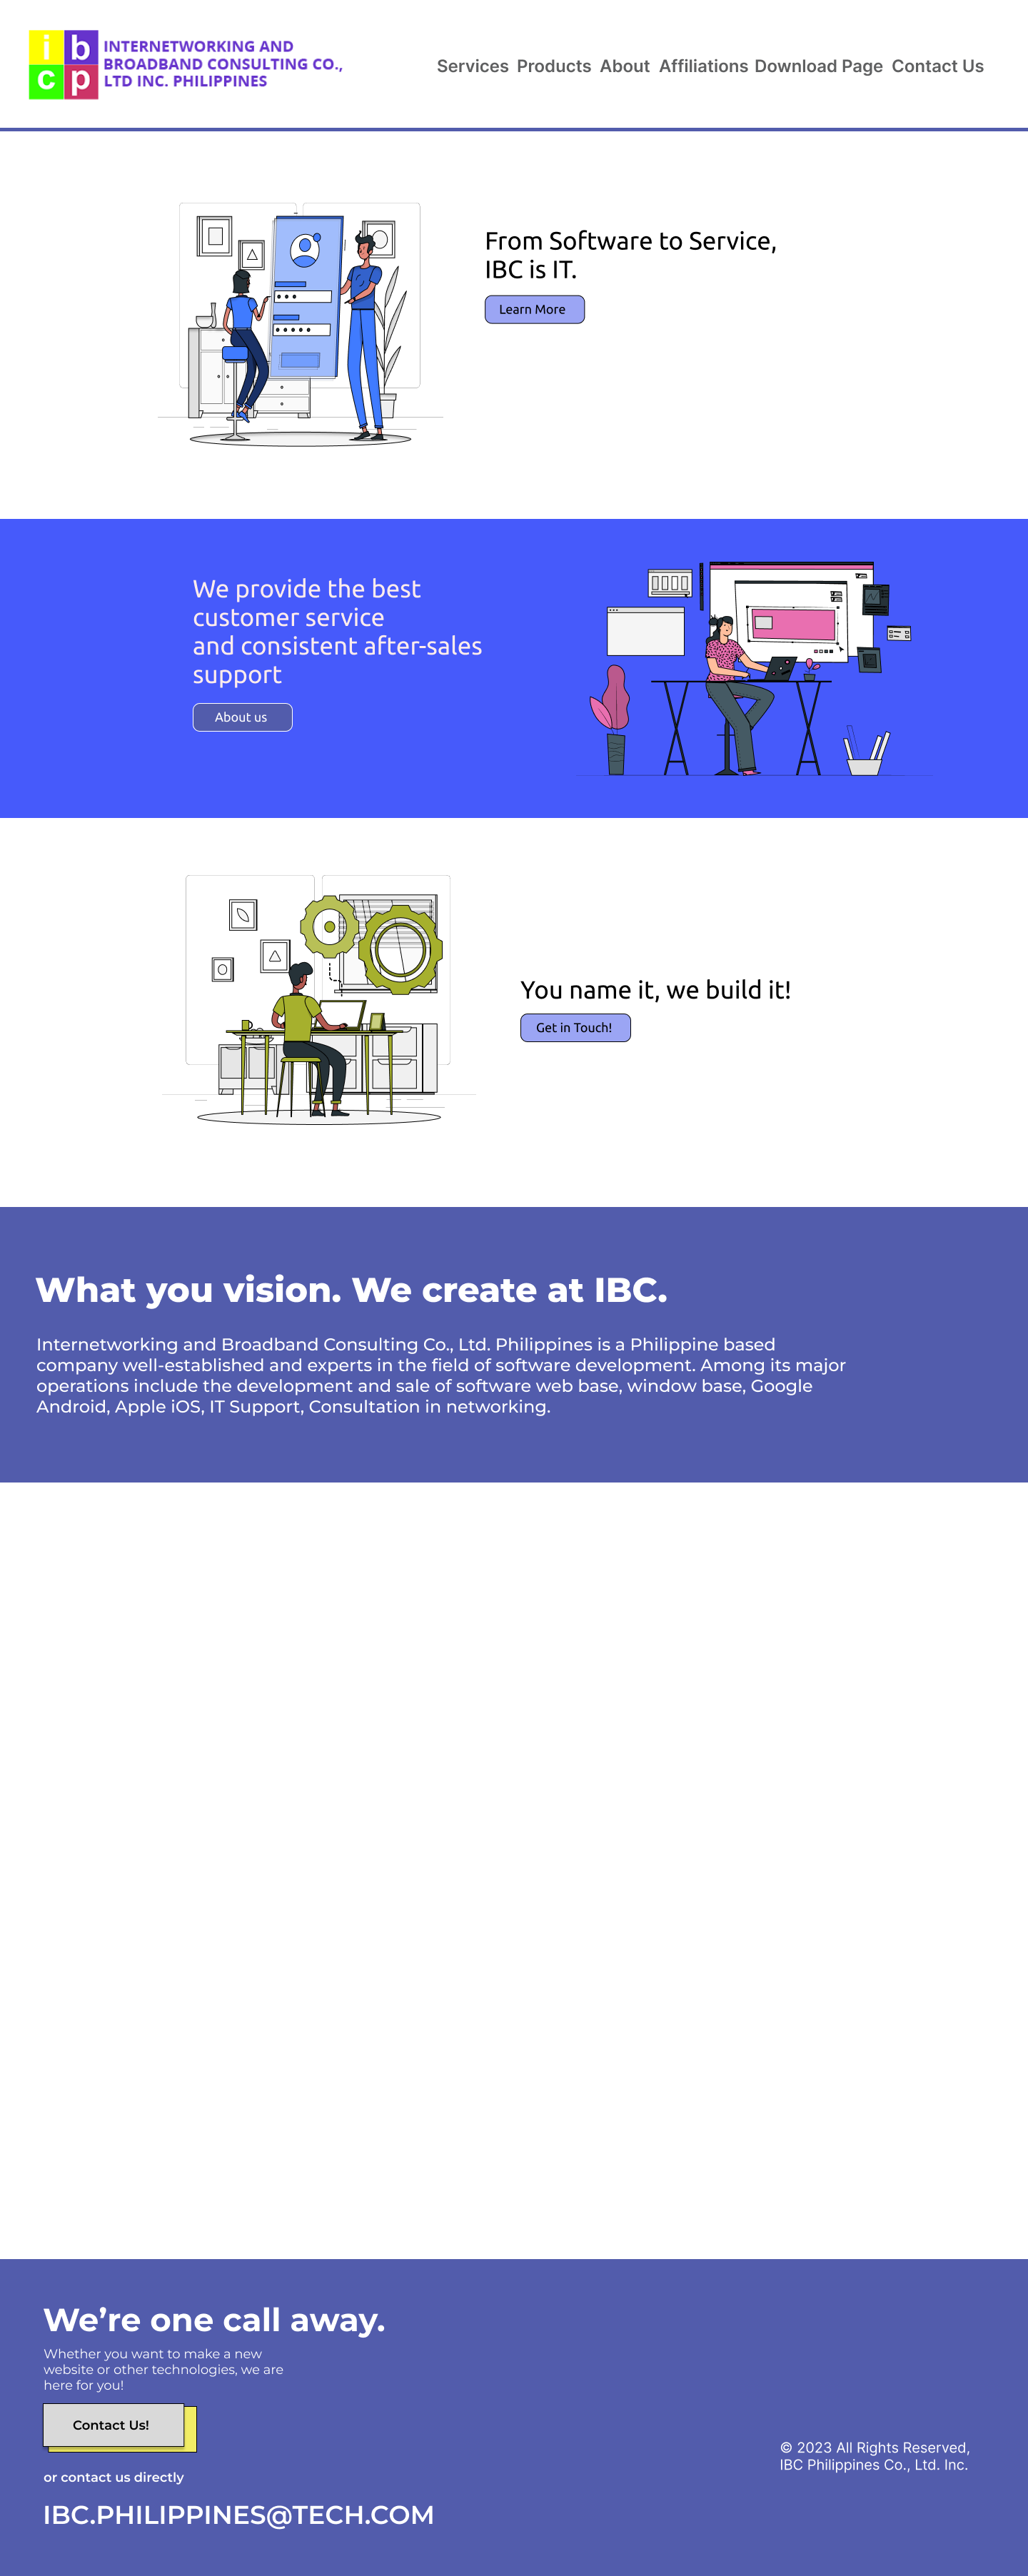 i b
c p
INTERNETWORKING AND
BROADBAND CONSULTING CO.,
LTD INC. PHILIPPINES
Services Products About Affiliations Download Page Contact Us
From Software to Service,
IBC is IT.
Learn More
We provide the best
customer service
and consistent after-sales
support
About us
You name it, we build it!
Get in Touch!
What you vision. We create at IBC.
Internetworking and Broadband Consulting Co., Ltd. Philippines is a Philippine based
company well-established and experts in the field of software development. Among its major
operations include the development and sale of software web base, window base, Google
Android, Apple iOS, IT Support, Consultation in networking.
We’re one call away.
Whether you want to make a new
website or other technologies, we are
here for you!
Contact Us!
or contact us directly
IBC.PHILIPPINES@TECH.COM
© 2023 All Rights Reserved,
IBC Philippines Co., Ltd. Inc.